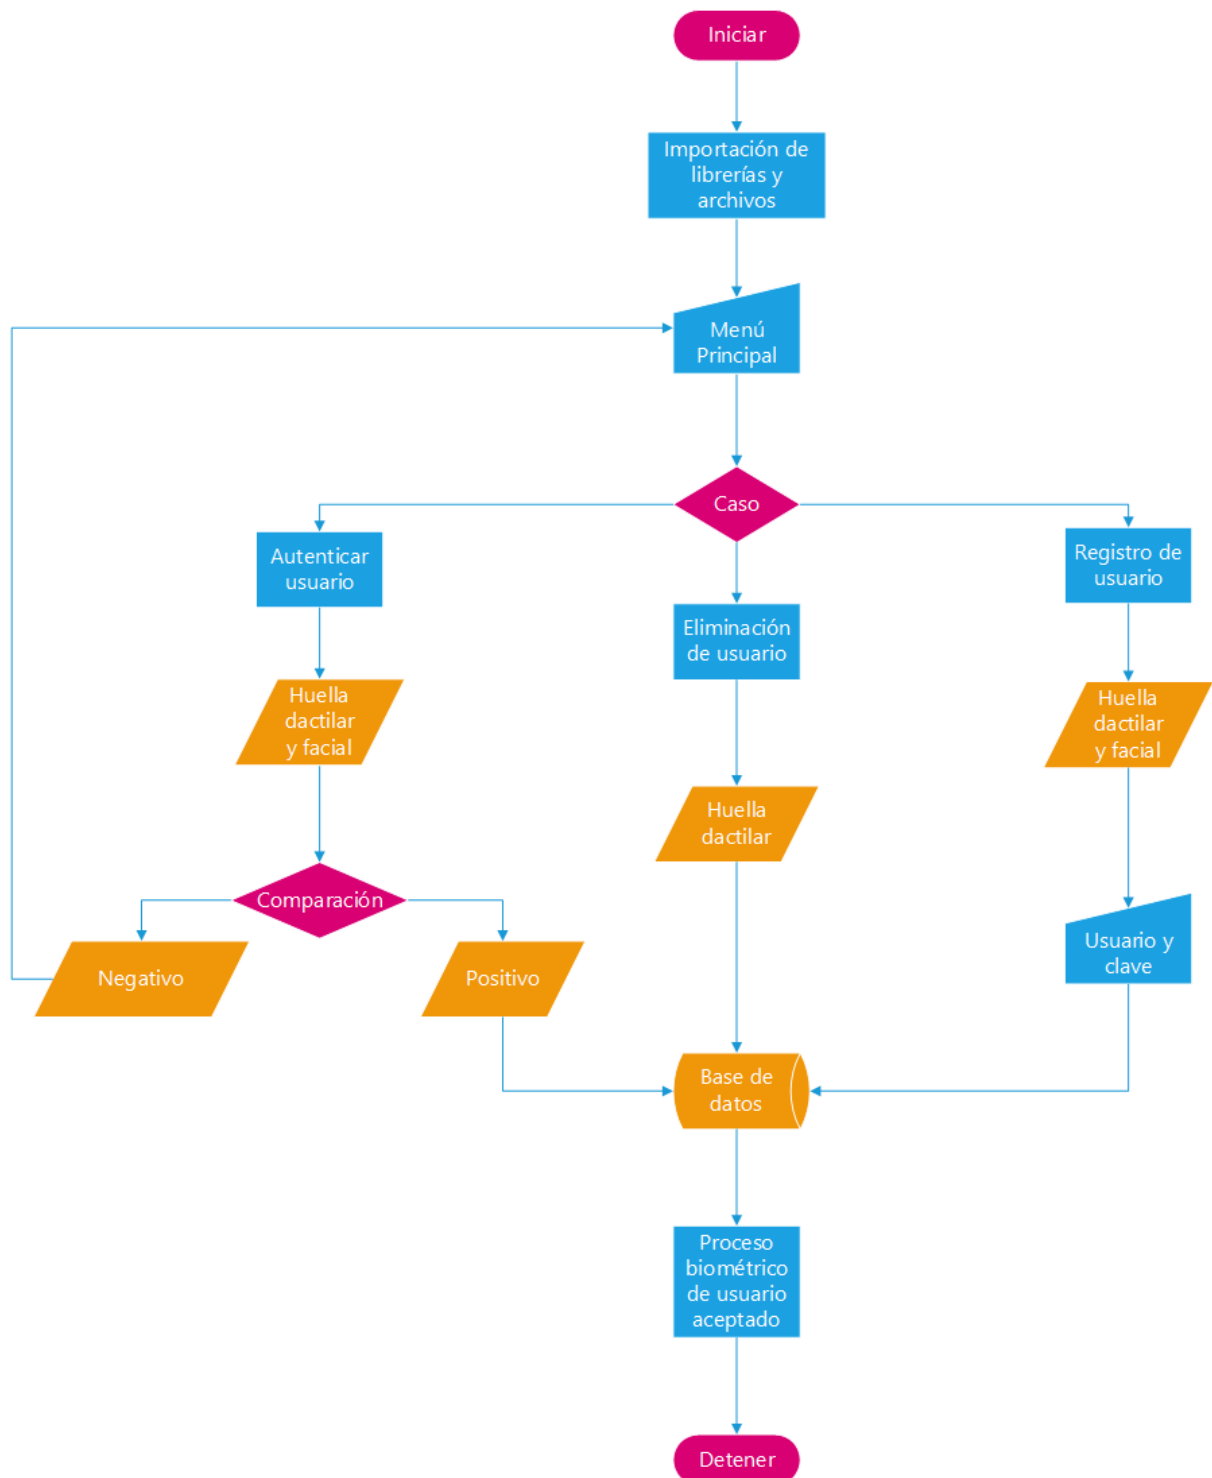 Iniciar
Importación de
librerías y
archivos
Menú
Principal
Caso
Autenticar
usuario
Eliminación
de usuario
Registro de
usuario
Huella
dactilar
y facial
Huella
dactilar
Huella
dactilar
y facial
Comparación
Negativo
Positivo
Usuario y
clave
Base de
datos
Proceso
biométrico
de usuario
aceptado
Detener